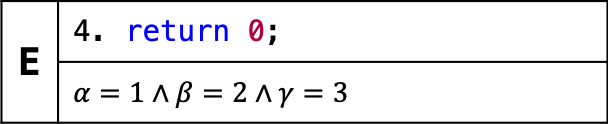 E
4. return 0;
𝛼 = 1 ∧ 𝛽 = 2 ∧ 𝛾 = 3